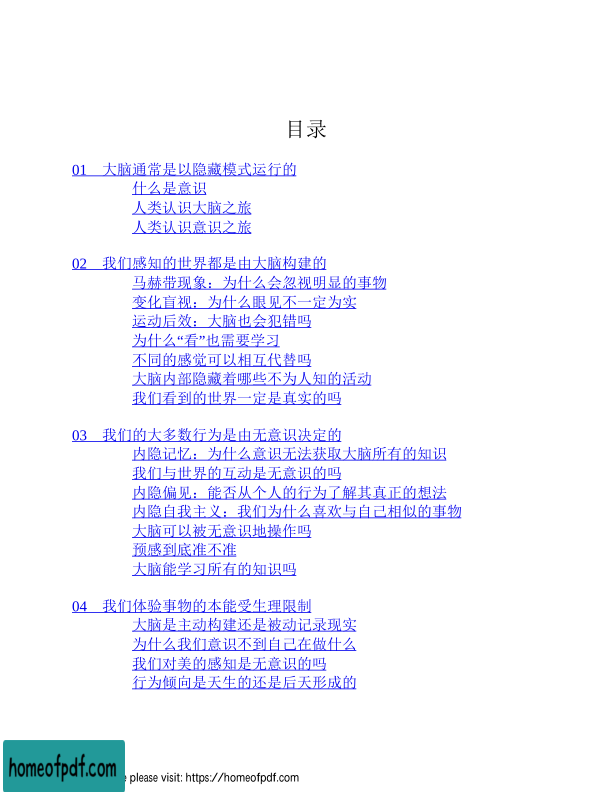 目录
01 大脑通常是以隐藏模式运行的
什么是意识
人类认识大脑之旅
人类认识意识之旅
02 我们感知的世界都是由大脑构建的
马赫带现象：为什么会忽视明显的事物
变化盲视：为什么眼见不一定为实
运动后效：大脑也会犯错吗
为什么“看”也需要学习
不同的感觉可以相互代替吗
大脑内部隐藏着哪些不为人知的活动
我们看到的世界一定是真实的吗
03 我们的大多数行为是由无意识决定的
内隐记忆：为什么意识无法获取大脑所有的知识
我们与世界的互动是无意识的吗
内隐偏见：能否从个人的行为了解其真正的想法
内隐自我主义：我们为什么喜欢与自己相似的事物
大脑可以被无意识地操作吗
预感到底准不准
大脑能学习所有的知识吗
04 我们体验事物的本能受生理限制
大脑是主动构建还是被动记录现实
为什么我们意识不到自己在做什么
我们对美的感知是无意识的吗
行为倾向是天生的还是后天形成的
homeofpdf.com
please visit: https://homeofpdf.com